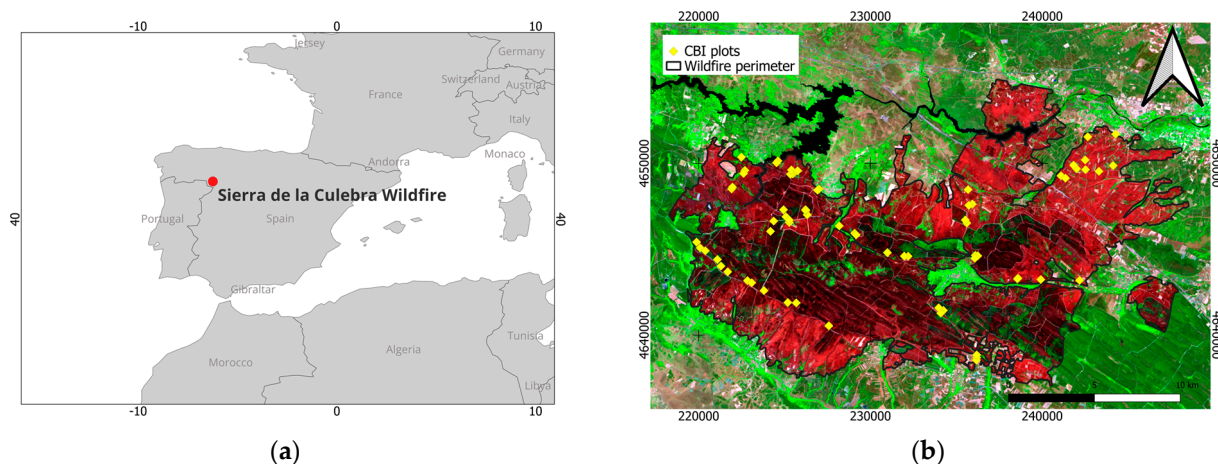 -10 0 10 11
Jersey
Germany
Switzerland
Austria
France
Italy
Andorra
Monaco
40
Sierra de la Culebra Wildfire
Portugal
Spain
40
Gibraltar
Morocco
Algeria
Tunisia
Libya
-10 0 10 11
(a)
220000 230000 240000
CBI plots
Wildfire perimeter
4650000
4650000
4640000
4640000
5 10 km
220000 230000 240000
(b)